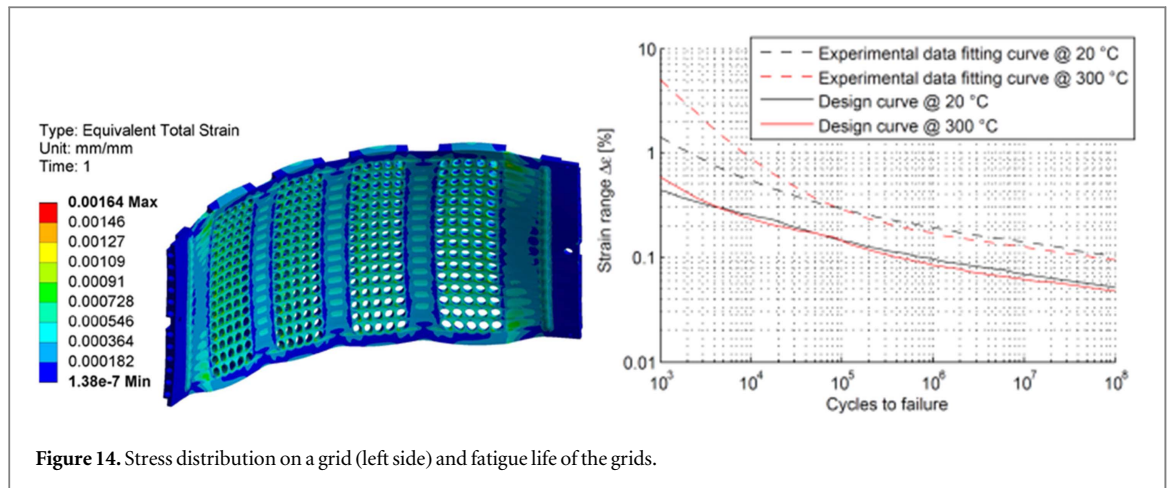 Type: Equivalent Total Strain
Unit: mm/mm
Time: 1
0.00164 Max
0.00146
0.00127
0.00109
0.00091
0.000728
0.000546
0.000364
0.000182
1.38e-7 Min
Experimental data fitting curve @ 20 °C
Experimental data fitting curve @ 300 °C
Design curve @ 20 °C
Design curve @ 300 °C
Strain range Δε [%]
10
1
0.1
0.01
10³
10⁴
10⁵
10⁶
10⁷
10⁸
Cycles to failure
Figure 14. Stress distribution on a grid (left side) and fatigue life of the grids.